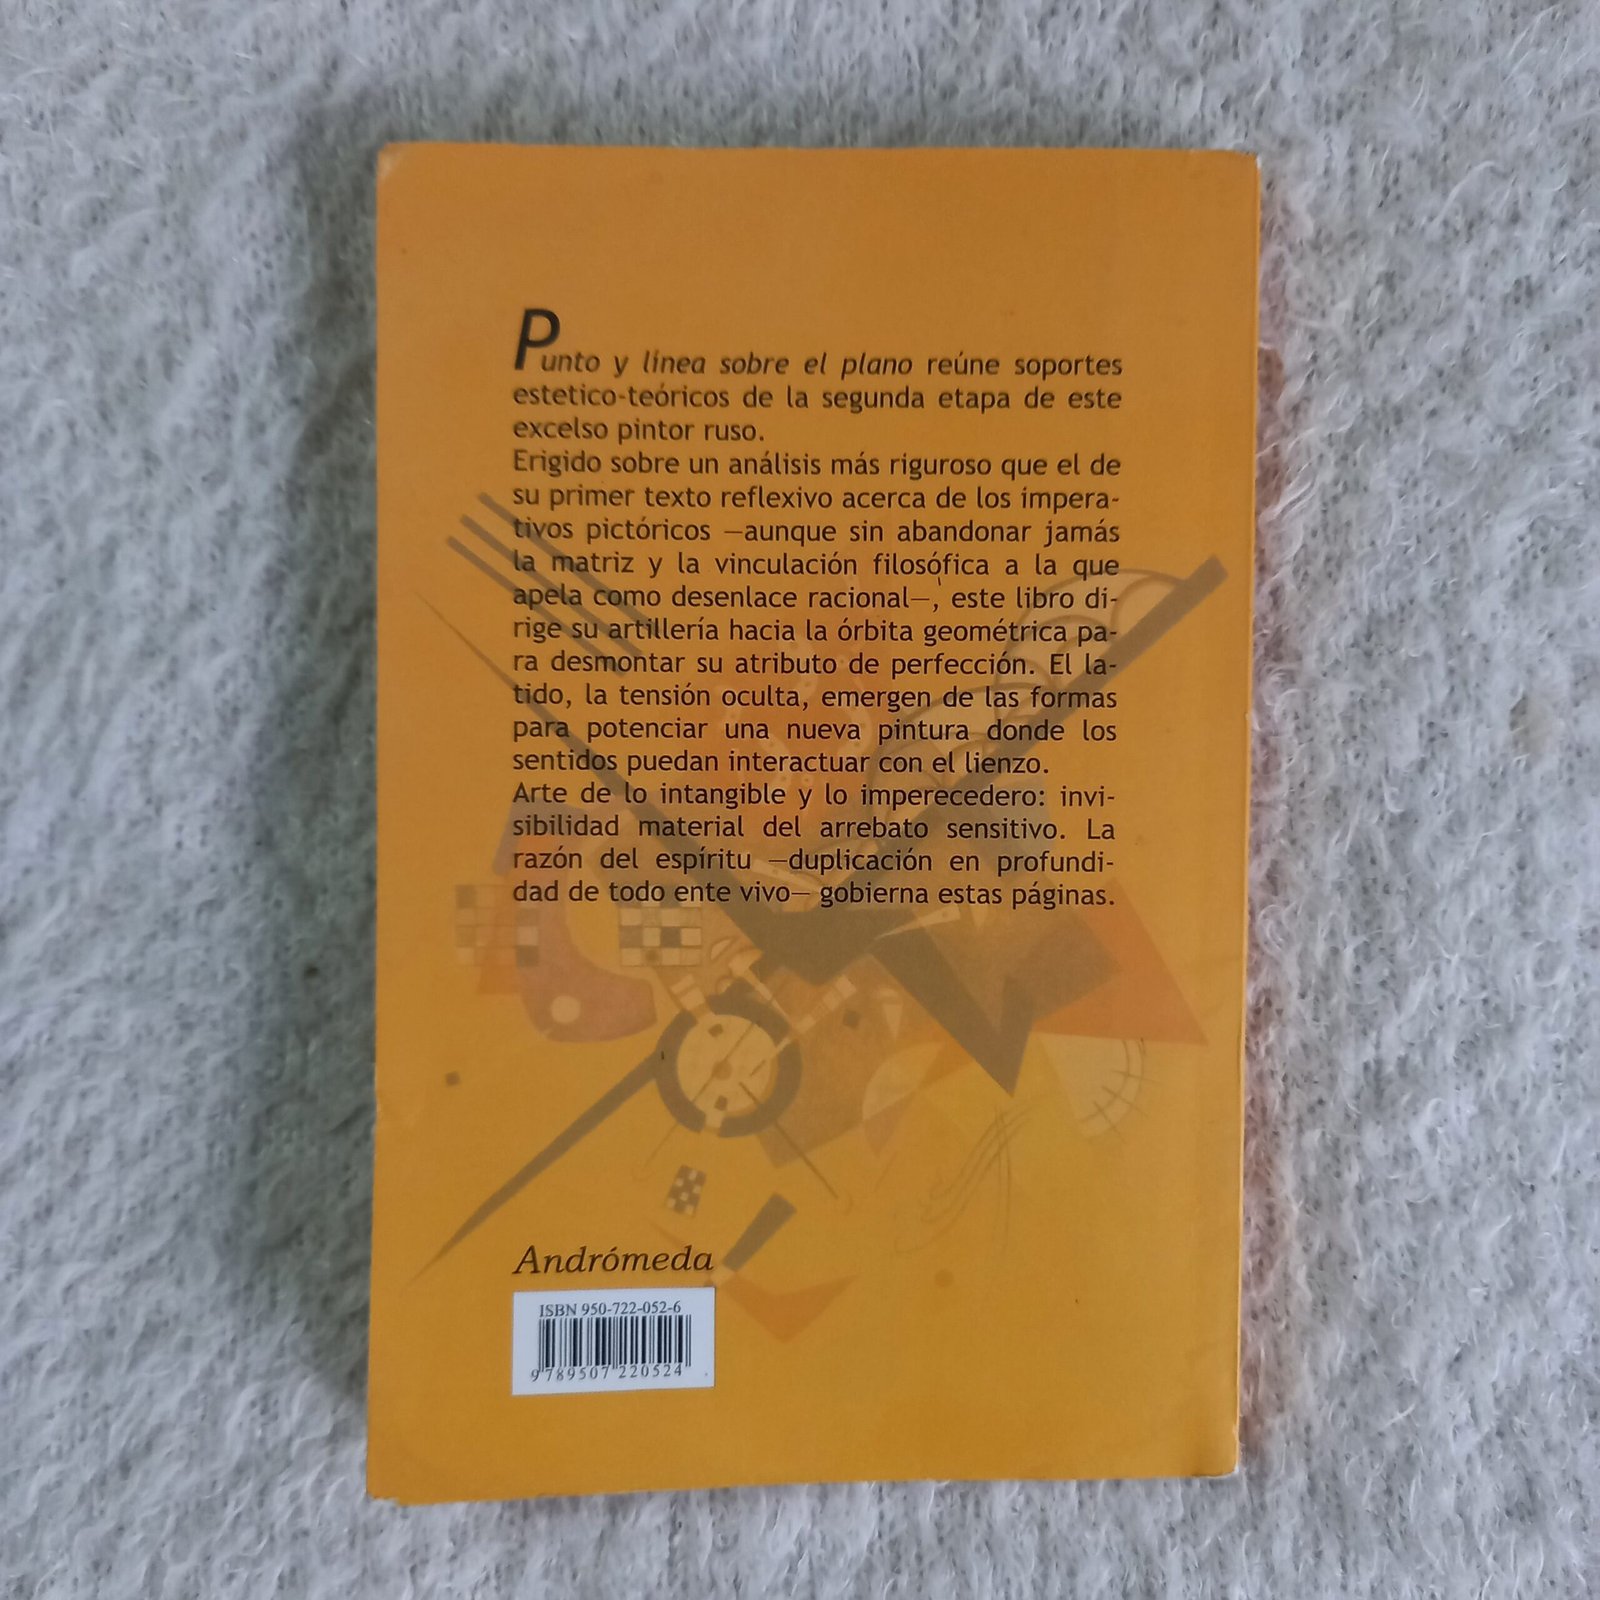 Punto y línea sobre el plano reúne soportes
estetico-teóricos de la segunda etapa de este
excelso pintor ruso.
Erigido sobre un análisis más riguroso que el de
su primer texto reflexivo acerca de los impera-
tivos pictóricos —aunque sin abandonar jamás
la matriz y la vinculación filosófica a la que
apela como desenlace racional—, este libro di-
rige su artillería hacia la órbita geométrica pa-
ra desmontar su atributo de perfección. El la-
tido, la tensión oculta, emergen de las formas
para potenciar una nueva pintura donde los
sentidos puedan interactuar con el lienzo.
Arte de lo intangible y lo imperecedero: invi-
sibilidad material del arrebato sensitivo. La
razón del espíritu —duplicación en profundi-
dad de todo ente vivo— gobierna estas páginas.
Andrómeda
ISBN 950-722-052-6
9 789507 220524